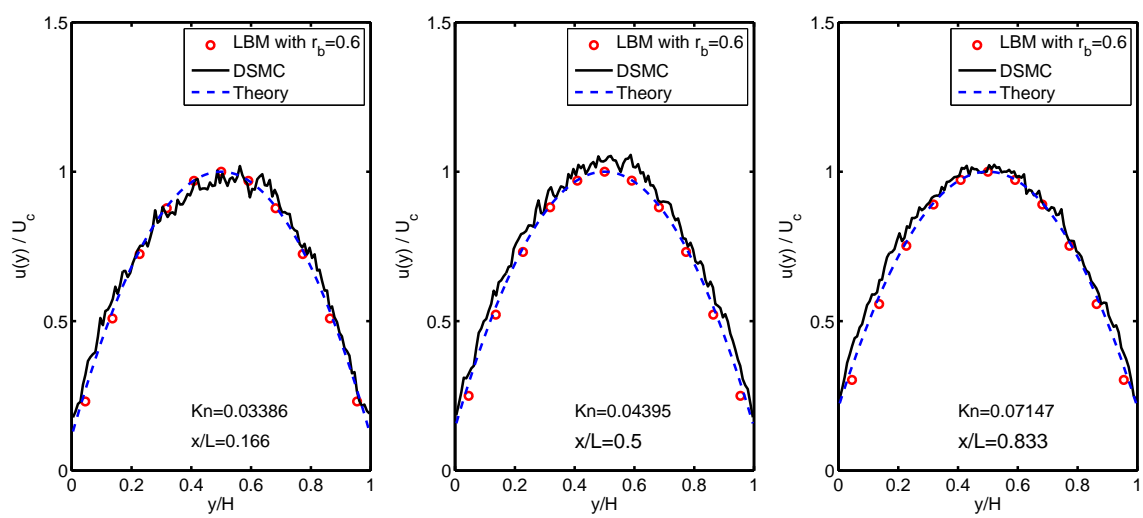 1.5
1
0.5
0
u(y) / U_c
LBM with r_b=0.6
DSMC
Theory
Kn=0.03386
x/L=0.166
0 0.2 0.4 0.6 0.8 1
y/H
1.5
1
0.5
0
u(y) / U_c
LBM with r_b=0.6
DSMC
Theory
Kn=0.04395
x/L=0.5
0 0.2 0.4 0.6 0.8 1
y/H
1.5
1
0.5
0
u(y) / U_c
LBM with r_b=0.6
DSMC
Theory
Kn=0.07147
x/L=0.833
0 0.2 0.4 0.6 0.8 1
y/H